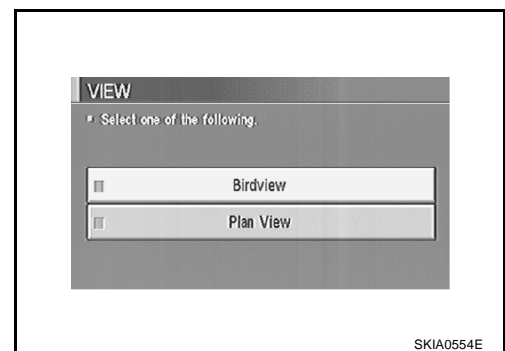 VIEW
Select one of the following.
Birdview
Plan View
SKIA0554E